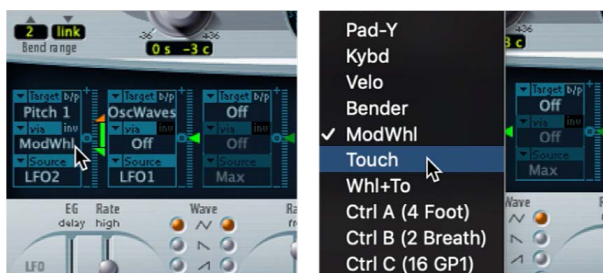 2 link
Bend range
-36 +36
0 s -3 c
Target b/p Target b/p Target b/p
Pitch 1 OscWaves Off
via inv via inv via inv
ModWhl Off Off
Source Source Source
LFO2 LFO1 Max
EG Rate Wave Ra
delay high
LFO
Pad-Y
Kybd
Velo
Bender
✓ ModWhl
Touch
Whl+To
Ctrl A (4 Foot)
Ctrl B (2 Breath)
Ctrl C (16 GP1)
+36
3 c
Target b/p
Off
via inv
Off
Source
Max
Wave